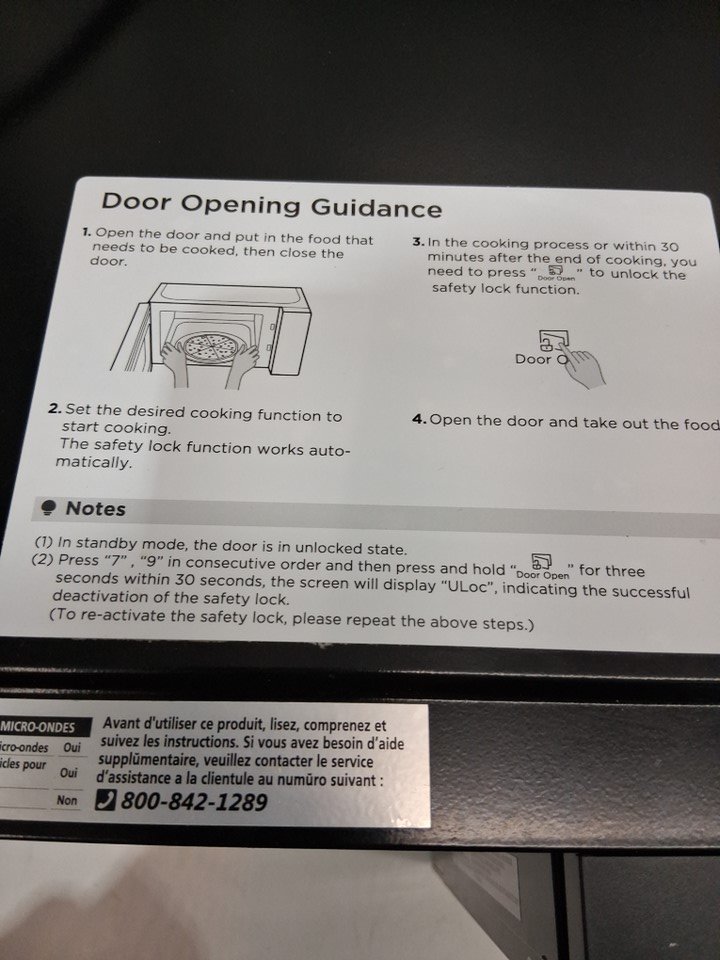 Door Opening Guidance
1. Open the door and put in the food that
needs to be cooked, then close the
door.
2. Set the desired cooking function to
start cooking.
The safety lock function works auto-
matically.
3. In the cooking process or within 30
minutes after the end of cooking, you
need to press “Door Open” to unlock the
safety lock function.
Door O
4. Open the door and take out the food
Notes
(1) In standby mode, the door is in unlocked state.
(2) Press “7”, “9” in consecutive order and then press and hold “Door Open” for three
seconds within 30 seconds, the screen will display “ULoc”, indicating the successful
deactivation of the safety lock.
(To re-activate the safety lock, please repeat the above steps.)
MICRO-ONDES
icro-ondes Oui
icles pour
Oui
Non
Avant d'utiliser ce produit, lisez, comprenez et
suivez les instructions. Si vous avez besoin d'aide
supplŭmentaire, veuillez contacter le service
d'assistance a la clientule au numŭro suivant :
800-842-1289